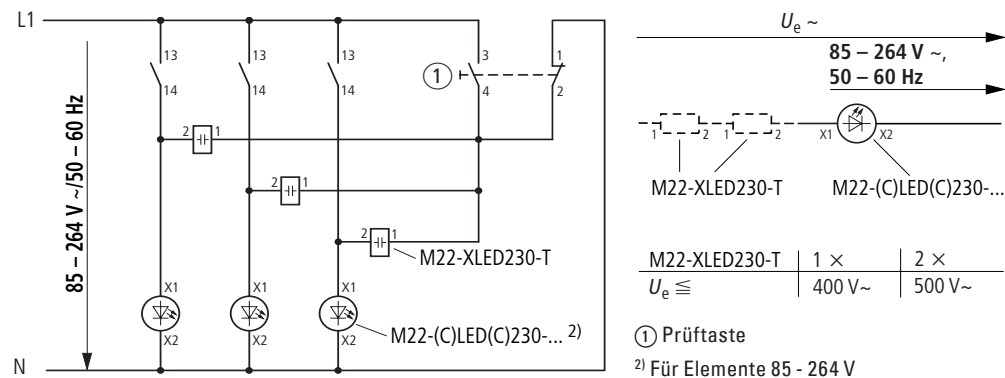 L1
85 – 264 V ~/50 – 60 Hz
13
14
13
14
13
14
3
4
1
2
①
2 1
2 1
2 1
M22-XLED230-T
X1
X2
X1
X2
X1
X2
M22-(C)LED(C)230-... 2)
N
Ue ~
85 – 264 V ~,
50 – 60 Hz
1 2 1 2 X1 X2
M22-XLED230-T M22-(C)LED(C)230-...
M22-XLED230-T 1 × 2 ×
Ue ≦ 400 V~ 500 V~
① Prüftaste
2) Für Elemente 85 - 264 V